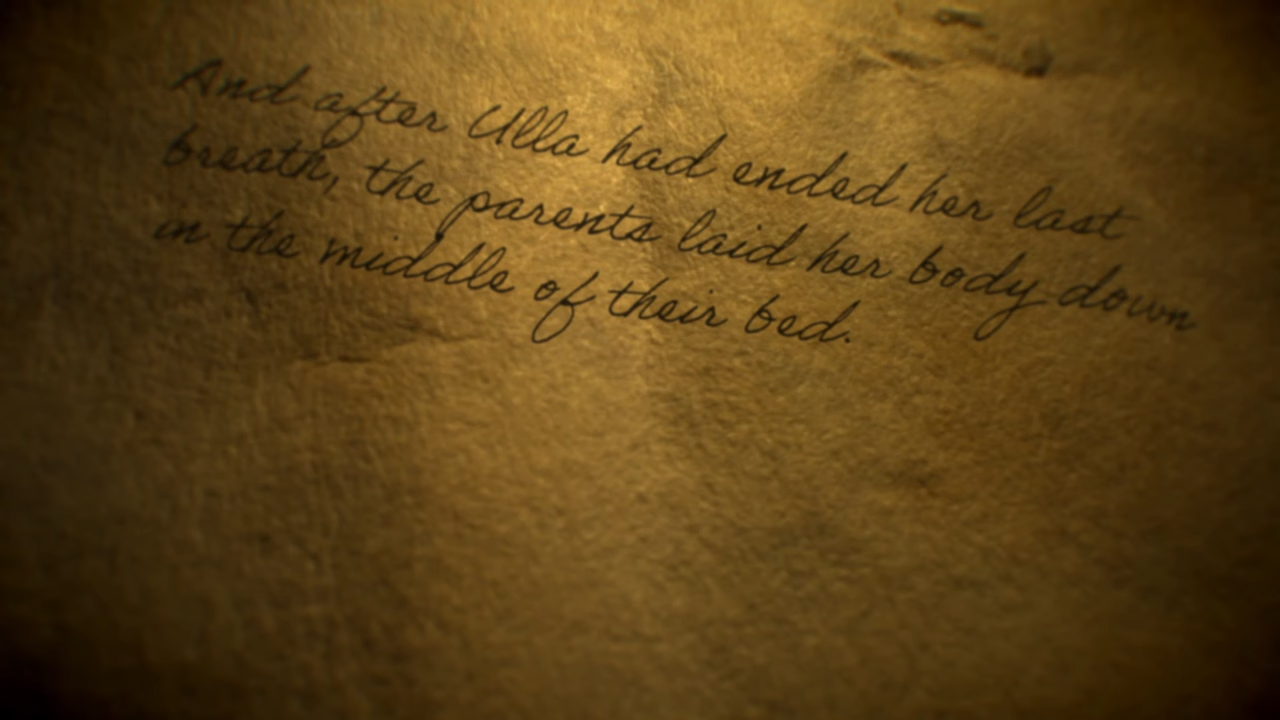 And after Ulla had ended her last
breath, the parents laid her body down
in the middle of their bed.